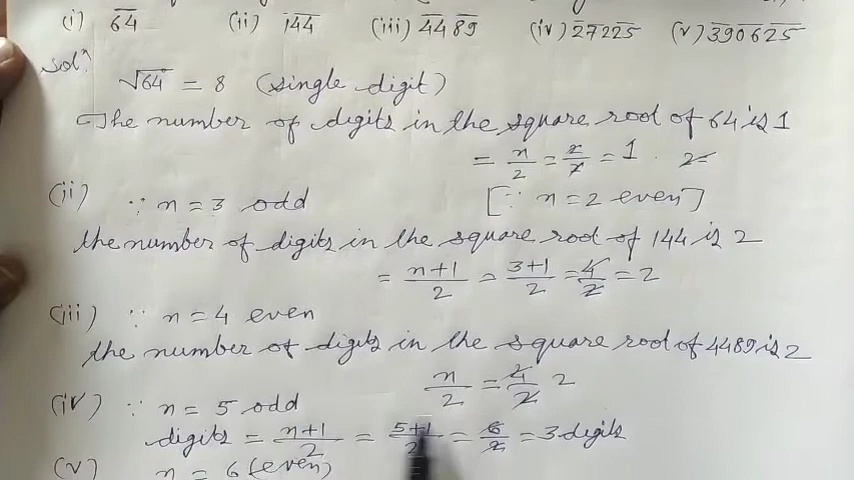 (i) 64 (ii) 144 (iii) 4489 (iv) 27225 (v) 390625
Solⁿ
√64 = 8 (single digit)
The number of digits in the square root of 64 is 1
= n/2 = 2/2 = 1 . 2
(ii) ∵ n = 3 odd [∵ n = 2 even]
the number of digits in the square root of 144 is 2
= n+1/2 = 3+1/2 = 4/2 = 2
(iii) ∵ n = 4 even
the number of digits in the square root of 4489 is 2
n/2 = 4/2 2
(iv) ∵ n = 5 odd
digits = n+1/2 = 5+1/2 = 6/2 = 3 digits
(v) n = 6 (even)